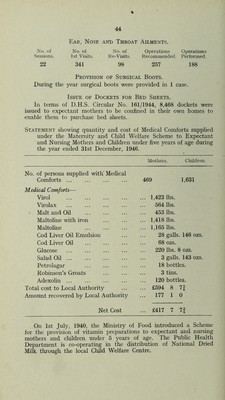 44
Ear, Nose and Throat Ailments.
No. of Sessions. No. of 1st Visits. No. of Re-Visits. Operations Recommended. Operations Performed.
22 341 98 237 188
Provision of Surgical Boots.
During the year surgical boots were provided in 1 case.
Issue of Dockets for Bed Sheets.
In terms of D.H.S. Circular No. 161/1944, 8,468 dockets were
issued to expectant mothers to be confined in their own homes to
enable them to purchase bed sheets.
Statement showing quantity and cost of Medical Comforts supplied
under the Maternity and Child Welfare Scheme to Expectant
and Nursing Mothers and Children under five years of age during
the year ended 31st December, 1946.
Mothers. Children.
No. of persons supplied with Medical
Comforts ... ... ... ... 469 1,631
Medical Comforts—
Virol ... ... ... ... ... 1,423 lbs.
Virolax ... ... ... ... ... 564 lbs.
Malt and Oil ... ... ... ... 453 lbs.
Maltoline with iron ... ... ... 1,418 lbs.
Maltoline ... ... ... ... 1,165 lbs.
Cod Liver Oil Emulsion ... ... 28 galls. 146 ozs.
Cod Liver Oil ... ... ... 68 ozs.
Glucose ... ... ... ... 220 lbs. 8 ozs.
Salad Oil ... ... ... ... 3 galls. 143 ozs.
Petrolagar ... ... ... ... 18 bottles.
Robinson's Groats ... ... ... 3 tins.
Adexolin ... ... ... ... 120 bottles.
Total cost to Local Authority ... ... £594 8 7¾
Amount recovered by Local Authority ... 177 1 0
Net Cost ... £417 7 7¾
On 1st July, 1940, the Ministry of Food introduced a Scheme
for the provision of vitamin preparations to expectant and nursing
mothers and children under 5 years of age. The Public Health
Department is co-operating in the distribution of National Dried
Milk through the local Child Welfare Centre.